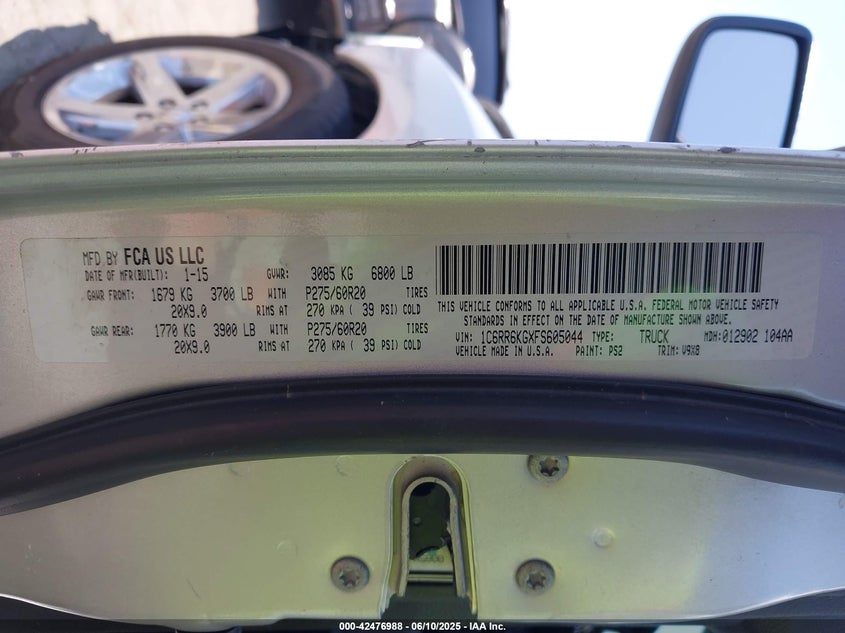 MFD BY FCA US LLC
DATE OF MFR(BUILT): 1-15 GVWR: 3085 KG 6800 LB
GAWR FRONT: 1679 KG 3700 LB WITH P275/60R20 TIRES
20X9.0 RIMS AT 270 KPA ( 39 PSI) COLD
GAWR REAR: 1770 KG 3900 LB WITH P275/60R20 TIRES
20X9.0 RIMS AT 270 KPA ( 39 PSI) COLD
THIS VEHICLE CONFORMS TO ALL APPLICABLE U.S.A. FEDERAL MOTOR VEHICLE SAFETY
STANDARDS IN EFFECT ON THE DATE OF MANUFACTURE SHOWN ABOVE.
VIN: 1C6RR6KGXFS605044 TYPE: TRUCK MDH:012902 104AA
VEHICLE MADE IN U.S.A. PAINT: PS2 TRIM: V9X8
000-42476988 - 06/10/2025 - IAA Inc.